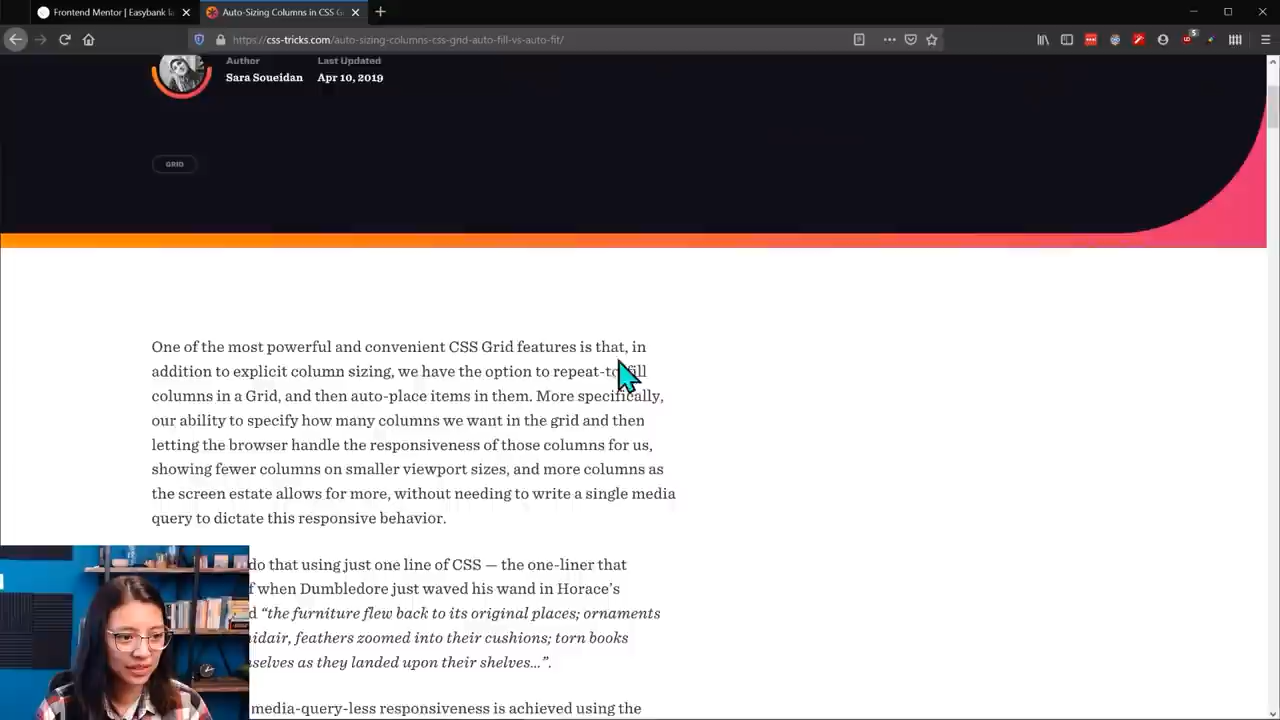 Frontend Mentor | Easybank la
Auto-Sizing Columns in CSS G
https://css-tricks.com/auto-sizing-columns-css-grid-auto-fill-vs-auto-fit/
5
Author
Last Updated
Sara Soueidan
Apr 10, 2019
GRID
One of the most powerful and convenient CSS Grid features is that, in
addition to explicit column sizing, we have the option to repeat-to-fill
columns in a Grid, and then auto-place items in them. More specifically,
our ability to specify how many columns we want in the grid and then
letting the browser handle the responsiveness of those columns for us,
showing fewer columns on smaller viewport sizes, and more columns as
the screen estate allows for more, without needing to write a single media
query to dictate this responsive behavior.
do that using just one line of CSS — the one-liner that
f when Dumbledore just waved his wand in Horace’s
d “the furniture flew back to its original places; ornaments
idair, feathers zoomed into their cushions; torn books
selves as they landed upon their shelves…”.
media-query-less responsiveness is achieved using the